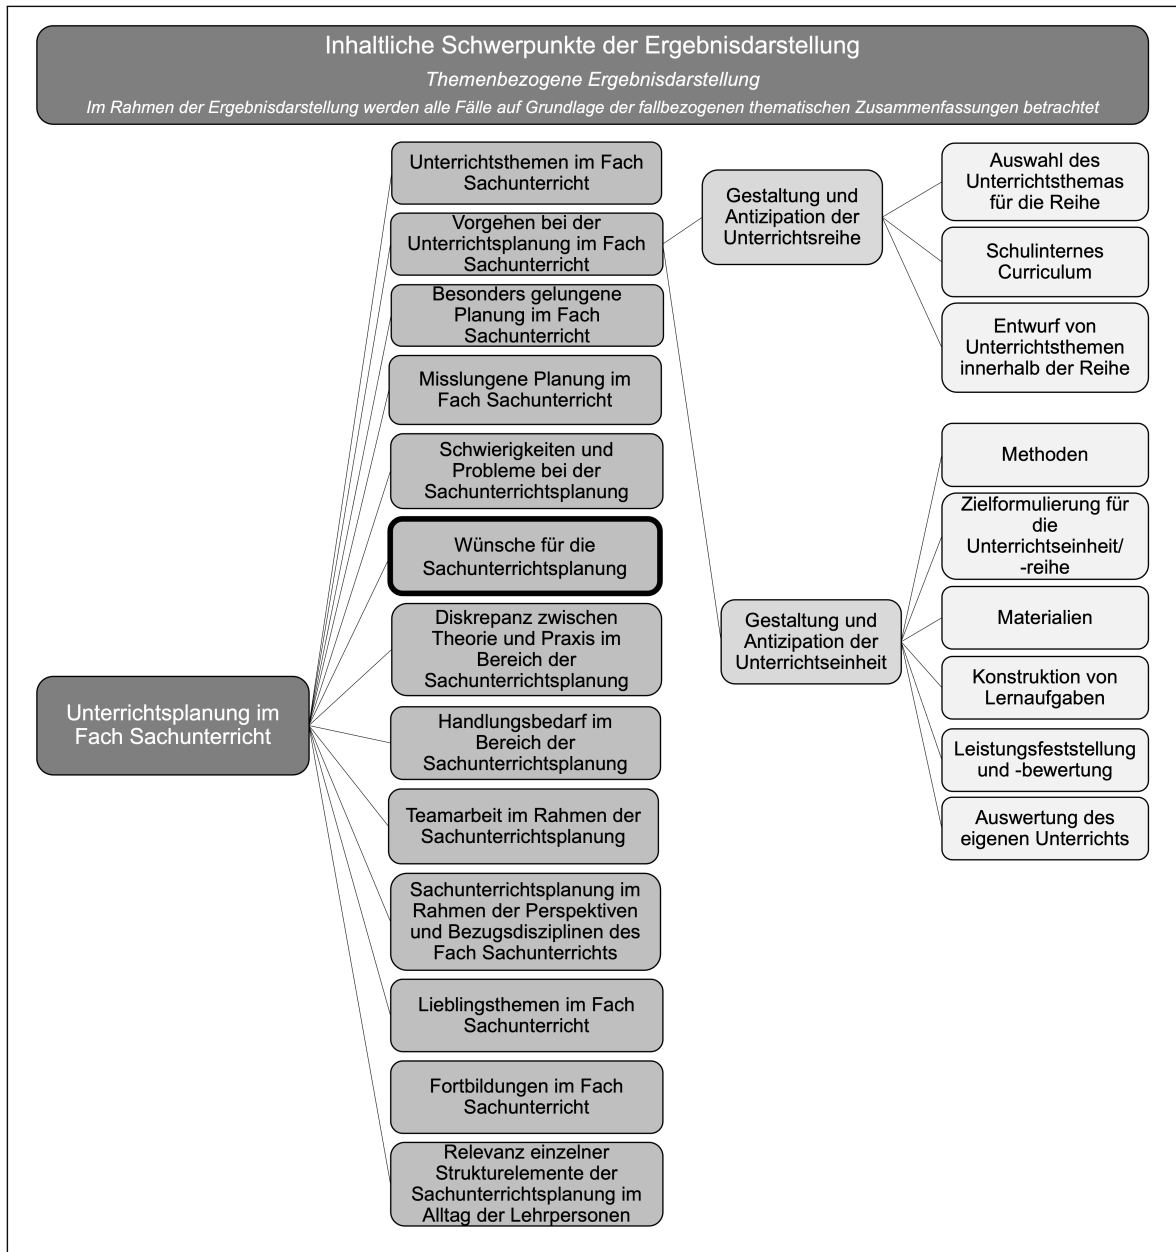 Inhaltliche Schwerpunkte der Ergebnisdarstellung
Themenbezogene Ergebnisdarstellung
Im Rahmen der Ergebnisdarstellung werden alle Fälle auf Grundlage der fallbezogenen thematischen Zusammenfassungen betrachtet
Unterrichtsplanung im
Fach Sachunterricht
Unterrichtsthemen im Fach
Sachunterricht
Vorgehen bei der
Unterrichtsplanung im Fach
Sachunterricht
Besonders gelungene
Planung im Fach
Sachunterricht
Misslungene Planung im
Fach Sachunterricht
Schwierigkeiten und
Probleme bei der
Sachunterrichtsplanung
Wünsche für die
Sachunterrichtsplanung
Diskrepanz zwischen
Theorie und Praxis im
Bereich der
Sachunterrichtsplanung
Handlungsbedarf im
Bereich der
Sachunterrichtsplanung
Teamarbeit im Rahmen der
Sachunterrichtsplanung
Sachunterrichtsplanung im
Rahmen der Perspektiven
und Bezugsdisziplinen des
Fach Sachunterrichts
Lieblingsthemen im Fach
Sachunterricht
Fortbildungen im Fach
Sachunterricht
Relevanz einzelner
Strukturelemente der
Sachunterrichtsplanung im
Alltag der Lehrpersonen
Gestaltung und
Antizipation der
Unterrichtsreihe
Gestaltung und
Antizipation der
Unterrichtseinheit
Auswahl des
Unterrichtsthemas
für die Reihe
Schulinternes
Curriculum
Entwurf von
Unterrichtsthemen
innerhalb der Reihe
Methoden
Zielformulierung für
die
Unterrichtseinheit/
-reihe
Materialien
Konstruktion von
Lernaufgaben
Leistungsfeststellung
und -bewertung
Auswertung des
eigenen Unterrichts